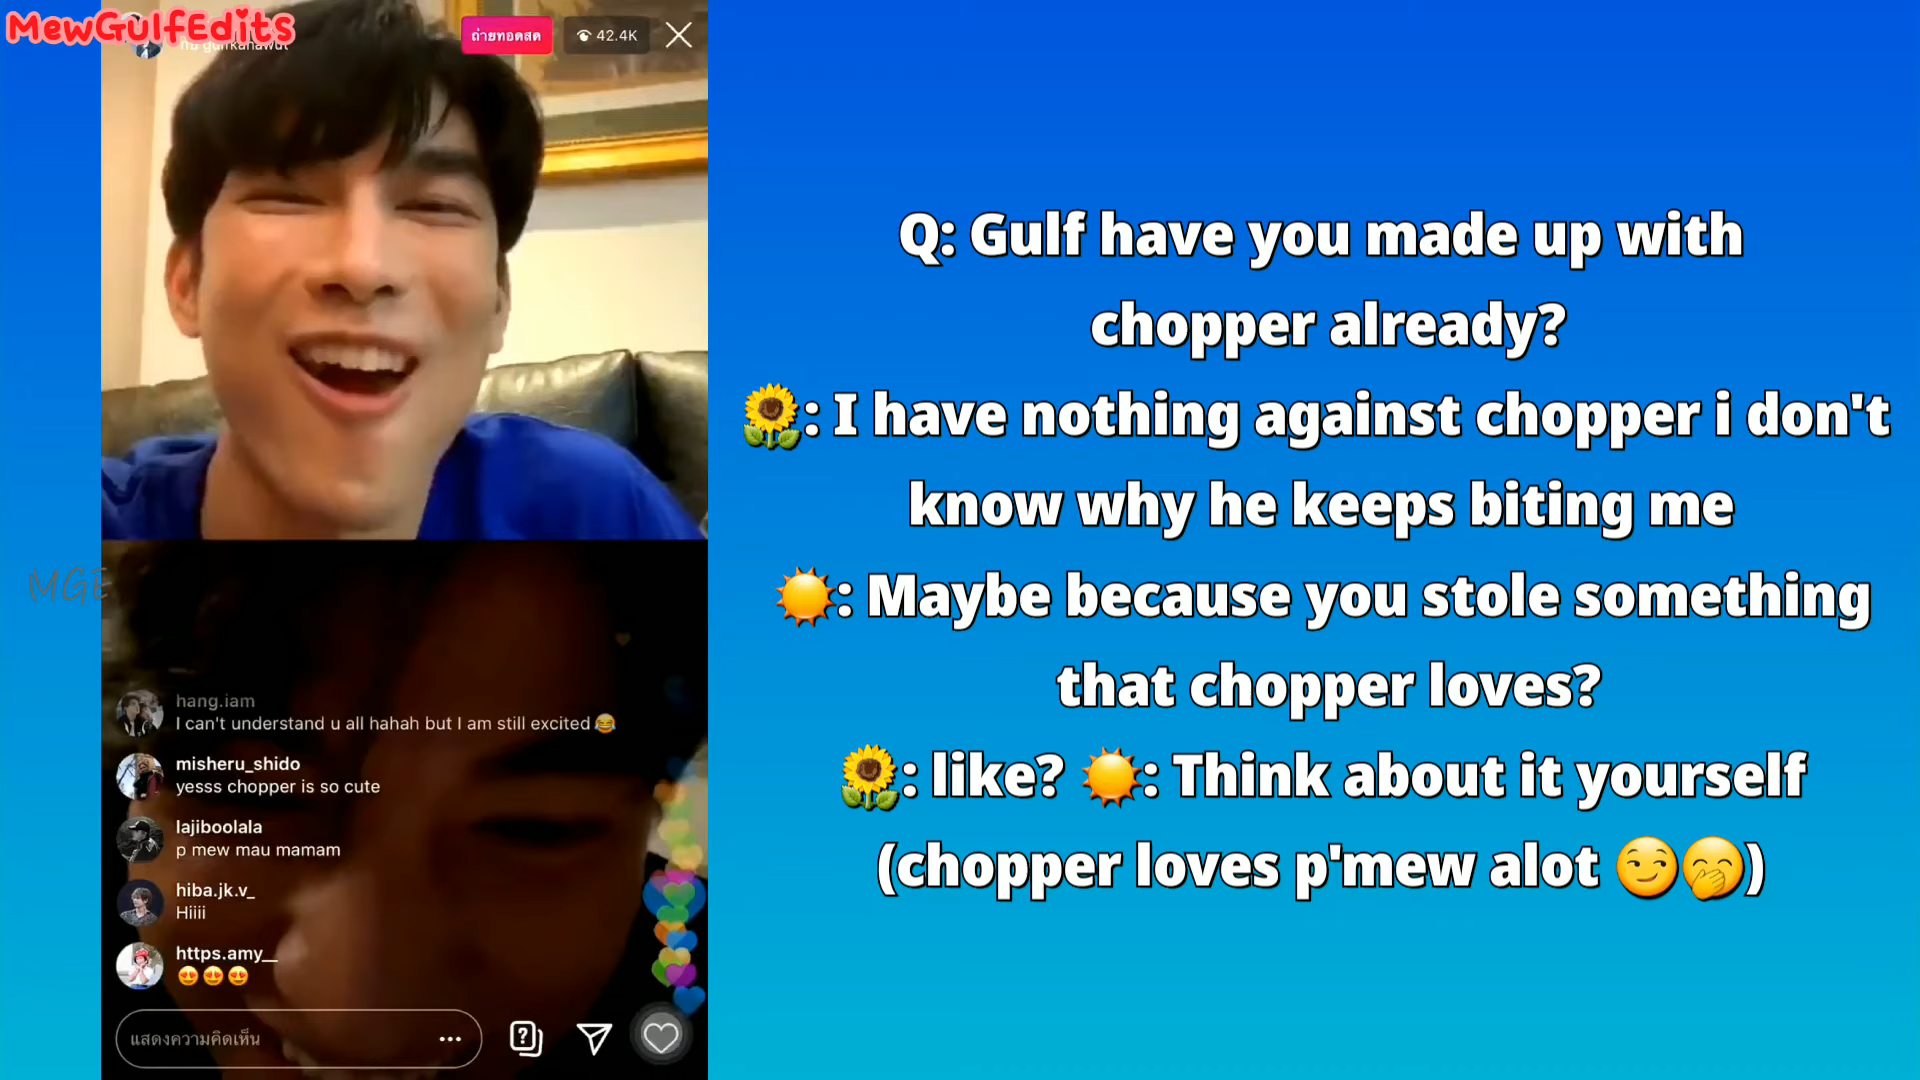 MewGulfEdits
กับ gulfkanawut
ถ่ายทอดสด
42.4K
Q: Gulf have you made up with
chopper already?
🌻: I have nothing against chopper i don't
know why he keeps biting me
☀️: Maybe because you stole something
that chopper loves?
🌻: like? ☀️: Think about it yourself
(chopper loves p'mew alot 😏🤭)
MGE
hang.iam
I can't understand u all hahah but I am still excited 😂
misheru_shido
yesss chopper is so cute
lajiboolala
p mew mau mamam
hiba.jk.v_
Hiiii
https.amy__
😍😍😍
แสดงความคิดเห็น